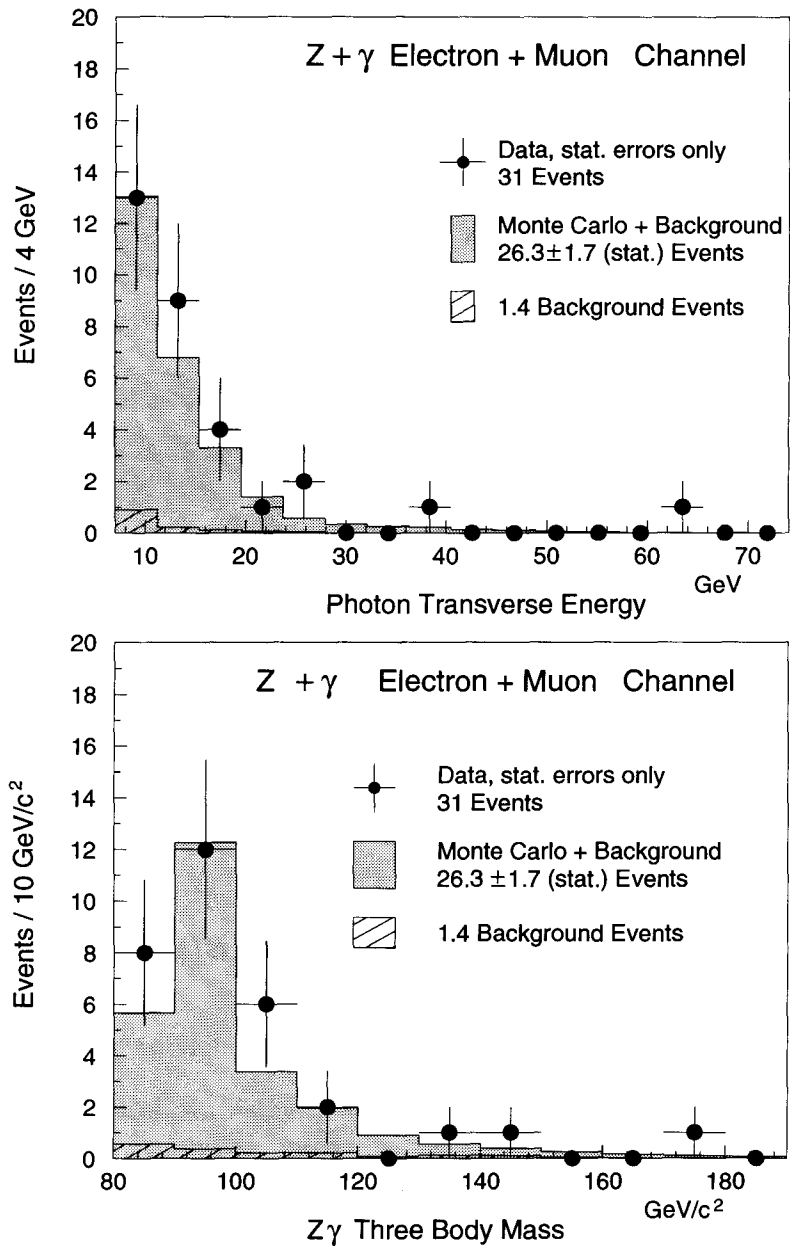 Z + γ Electron + Muon Channel
Data, stat. errors only
31 Events
Monte Carlo + Background
26.3±1.7 (stat.) Events
1.4 Background Events
Events / 4 GeV
20
18
16
14
12
10
8
6
4
2
0
10 20 30 40 50 60 70
GeV
Photon Transverse Energy
Z + γ Electron + Muon Channel
Data, stat. errors only
31 Events
Monte Carlo + Background
26.3 ±1.7 (stat.) Events
1.4 Background Events
Events / 10 GeV/c²
20
18
16
14
12
10
8
6
4
2
0
80 100 120 140 160 180
GeV/c²
Zγ Three Body Mass